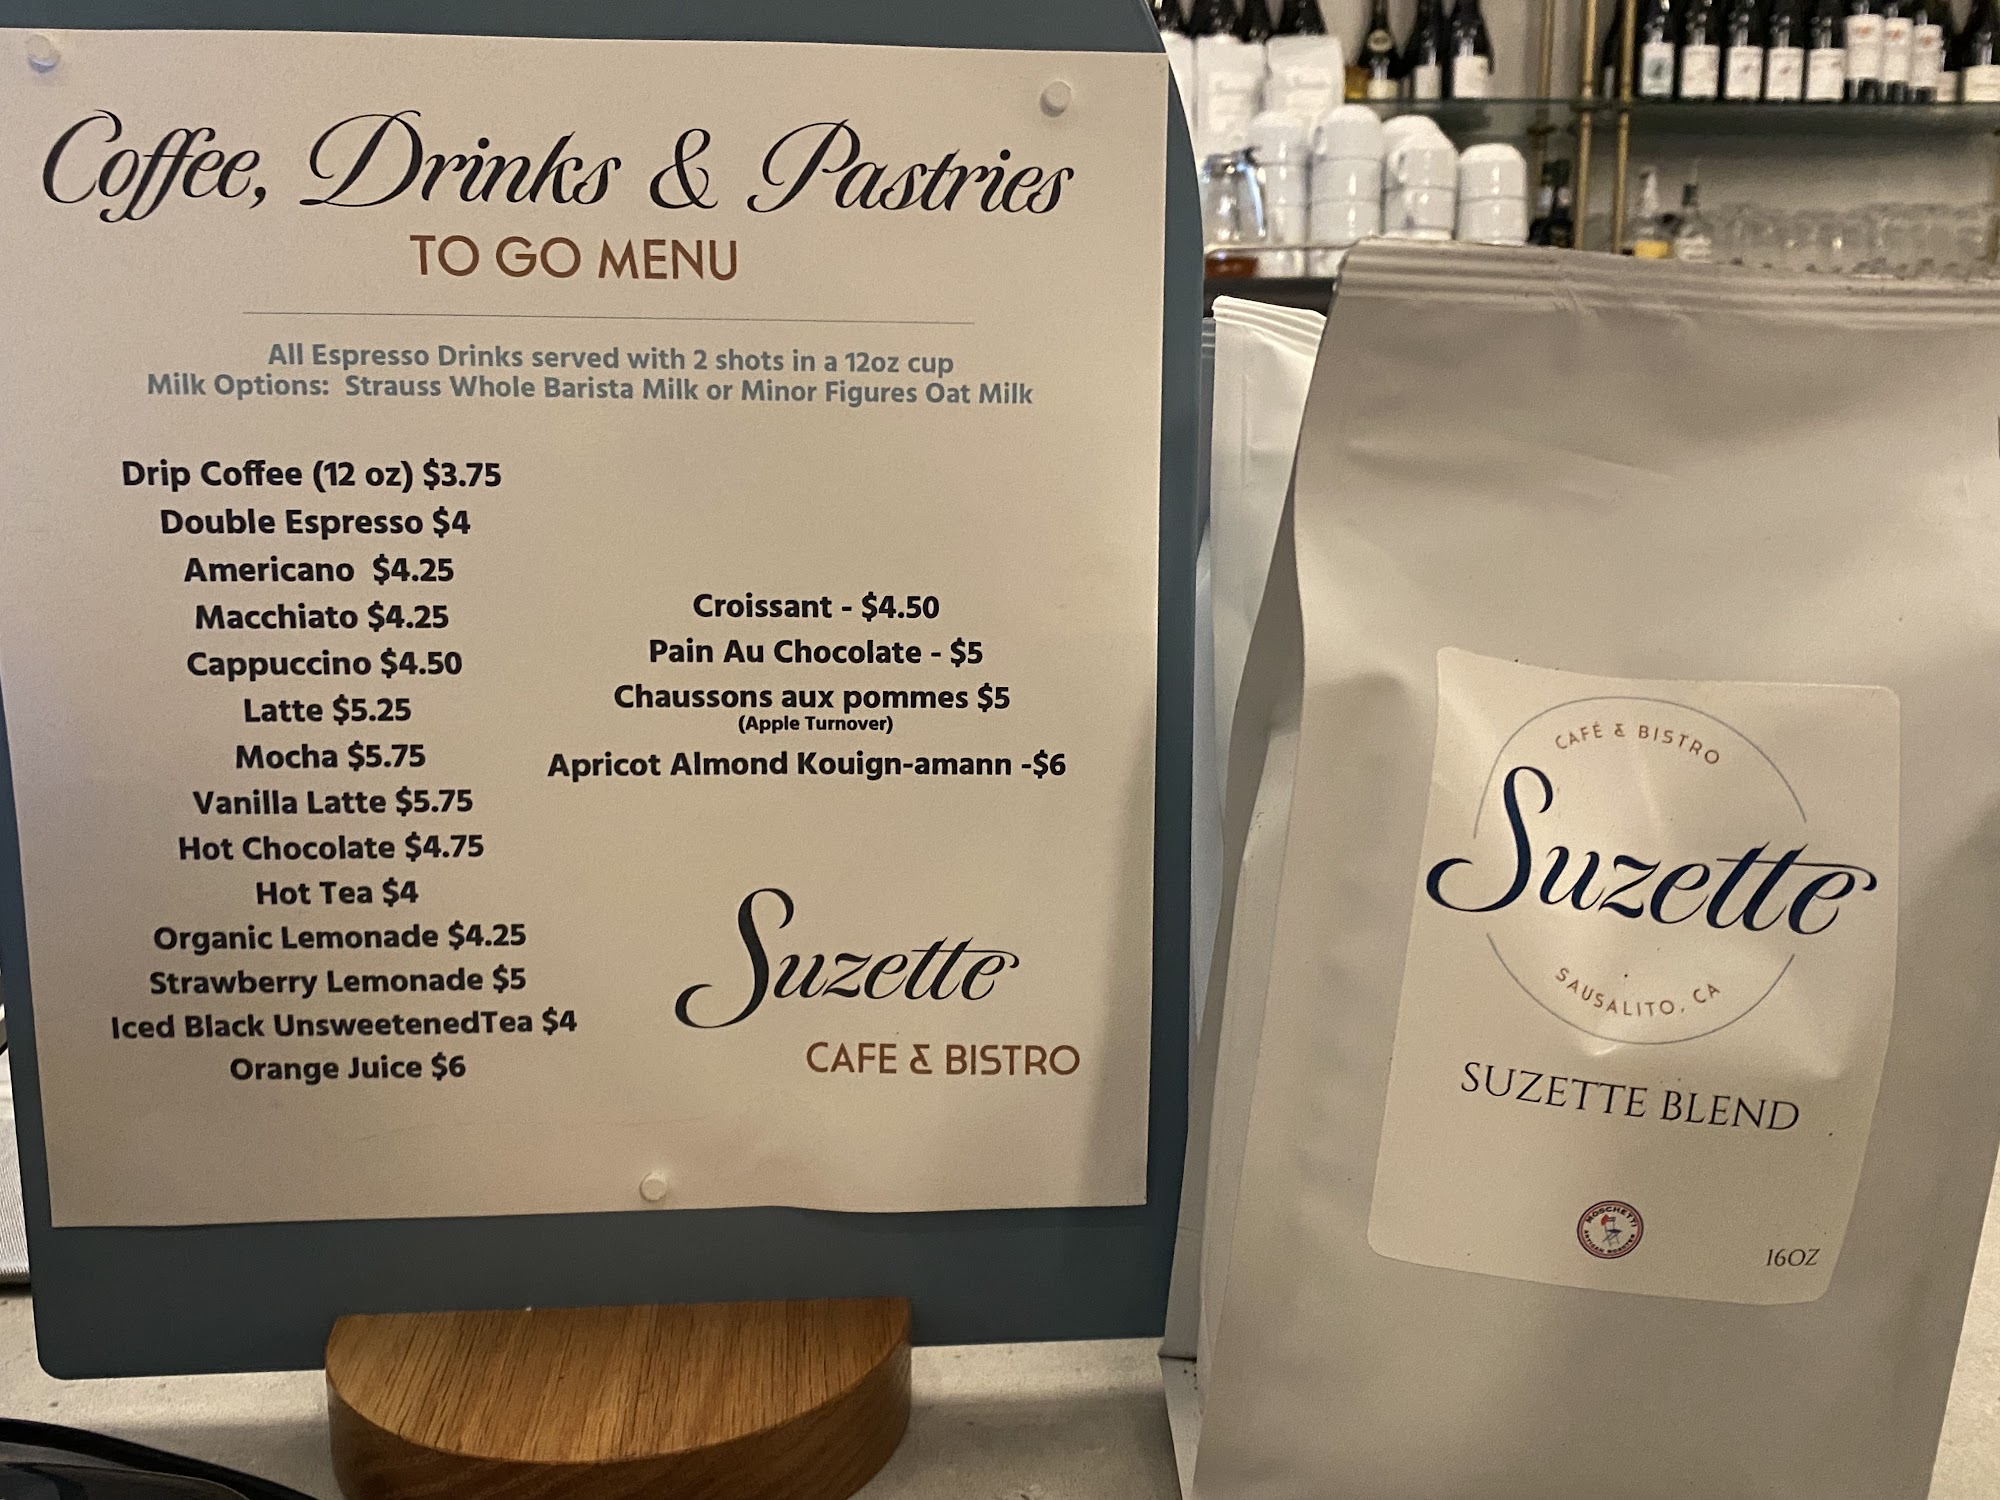 Coffee, Drinks & Pastries
TO GO MENU
All Espresso Drinks served with 2 shots in a 12oz cup
Milk Options: Strauss Whole Barista Milk or Minor Figures Oat Milk
Drip Coffee (12 oz) $3.75
Double Espresso $4
Americano $4.25
Macchiato $4.25
Cappuccino $4.50
Latte $5.25
Mocha $5.75
Vanilla Latte $5.75
Hot Chocolate $4.75
Hot Tea $4
Organic Lemonade $4.25
Strawberry Lemonade $5
Iced Black UnsweetenedTea $4
Orange Juice $6
Croissant - $4.50
Pain Au Chocolate - $5
Chaussons aux pommes $5
(Apple Turnover)
Apricot Almond Kouign-amann -$6
Suzette
CAFE & BISTRO
CAFÉ & BISTRO
Suzette
SAUSALITO, CA
SUZETTE BLEND
MOSCHETTI
ARTISAN ROASTER
16OZ